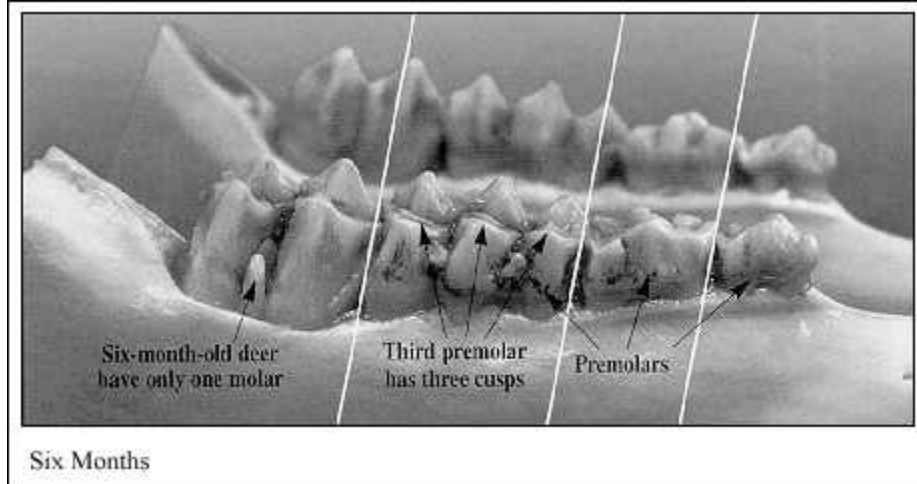 Six-month-old deer
have only one molar
Third premolar
has three cusps
Premolars
Six Months